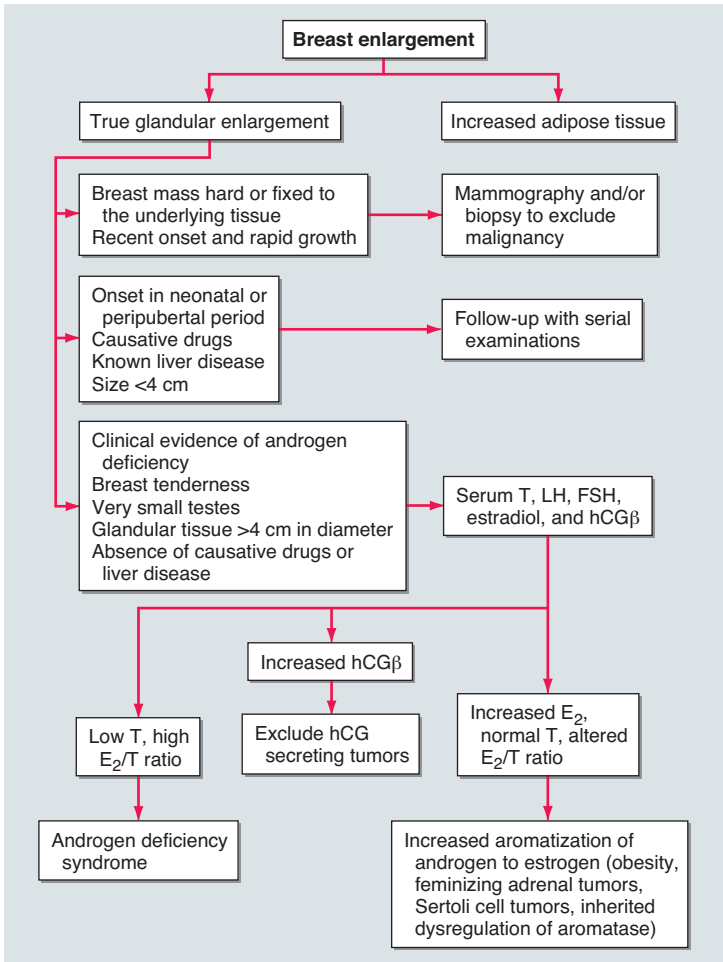 Breast enlargement
True glandular enlargement
Increased adipose tissue
Breast mass hard or fixed to
the underlying tissue
Recent onset and rapid growth
Mammography and/or
biopsy to exclude
malignancy
Onset in neonatal or
peripubertal period
Causative drugs
Known liver disease
Size <4 cm
Follow-up with serial
examinations
Clinical evidence of androgen
deficiency
Breast tenderness
Very small testes
Glandular tissue >4 cm in diameter
Absence of causative drugs or
liver disease
Serum T, LH, FSH,
estradiol, and hCGβ
Increased hCGβ
Low T, high
E₂/T ratio
Exclude hCG
secreting tumors
Increased E₂,
normal T, altered
E₂/T ratio
Androgen deficiency
syndrome
Increased aromatization of
androgen to estrogen (obesity,
feminizing adrenal tumors,
Sertoli cell tumors, inherited
dysregulation of aromatase)